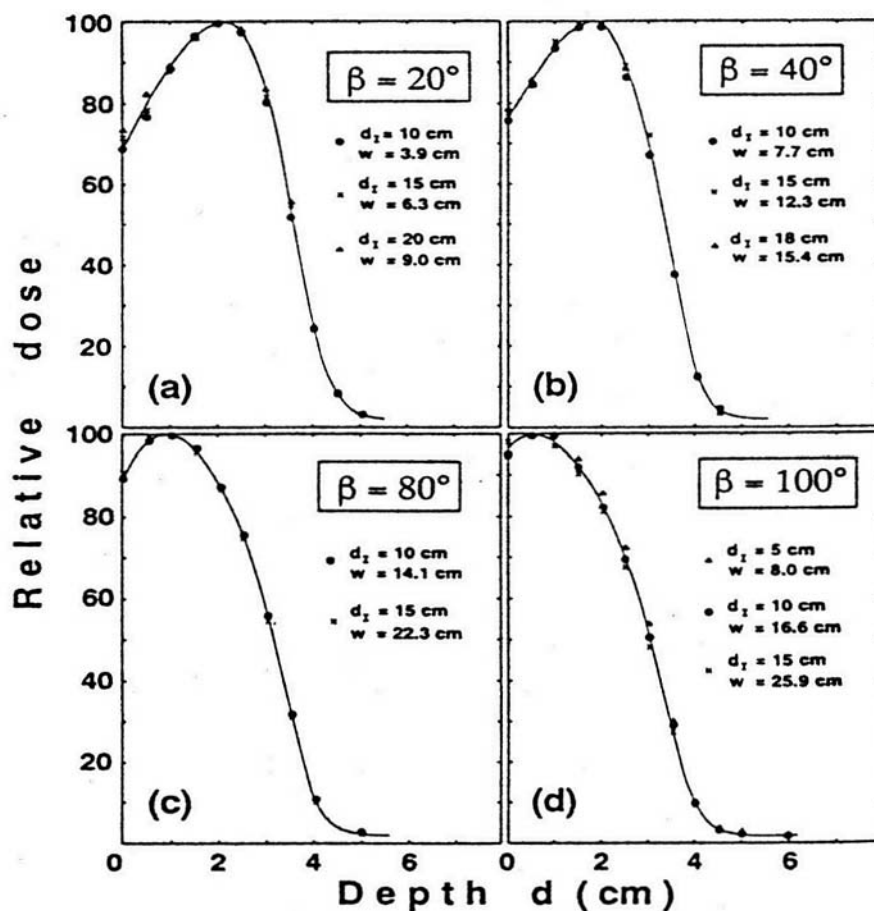 Relative dose
100
80
60
40
20
β = 20°
d_I = 10 cm
w = 3.9 cm
d_I = 15 cm
w = 6.3 cm
d_I = 20 cm
w = 9.0 cm
(a)
β = 40°
d_I = 10 cm
w = 7.7 cm
d_I = 15 cm
w = 12.3 cm
d_I = 18 cm
w = 15.4 cm
(b)
Relative dose
100
80
60
40
20
β = 80°
d_I = 10 cm
w = 14.1 cm
d_I = 15 cm
w = 22.3 cm
(c)
β = 100°
d_I = 5 cm
w = 8.0 cm
d_I = 10 cm
w = 16.6 cm
d_I = 15 cm
w = 25.9 cm
(d)
0 2 4 6 0 2 4 6
Depth d (cm)